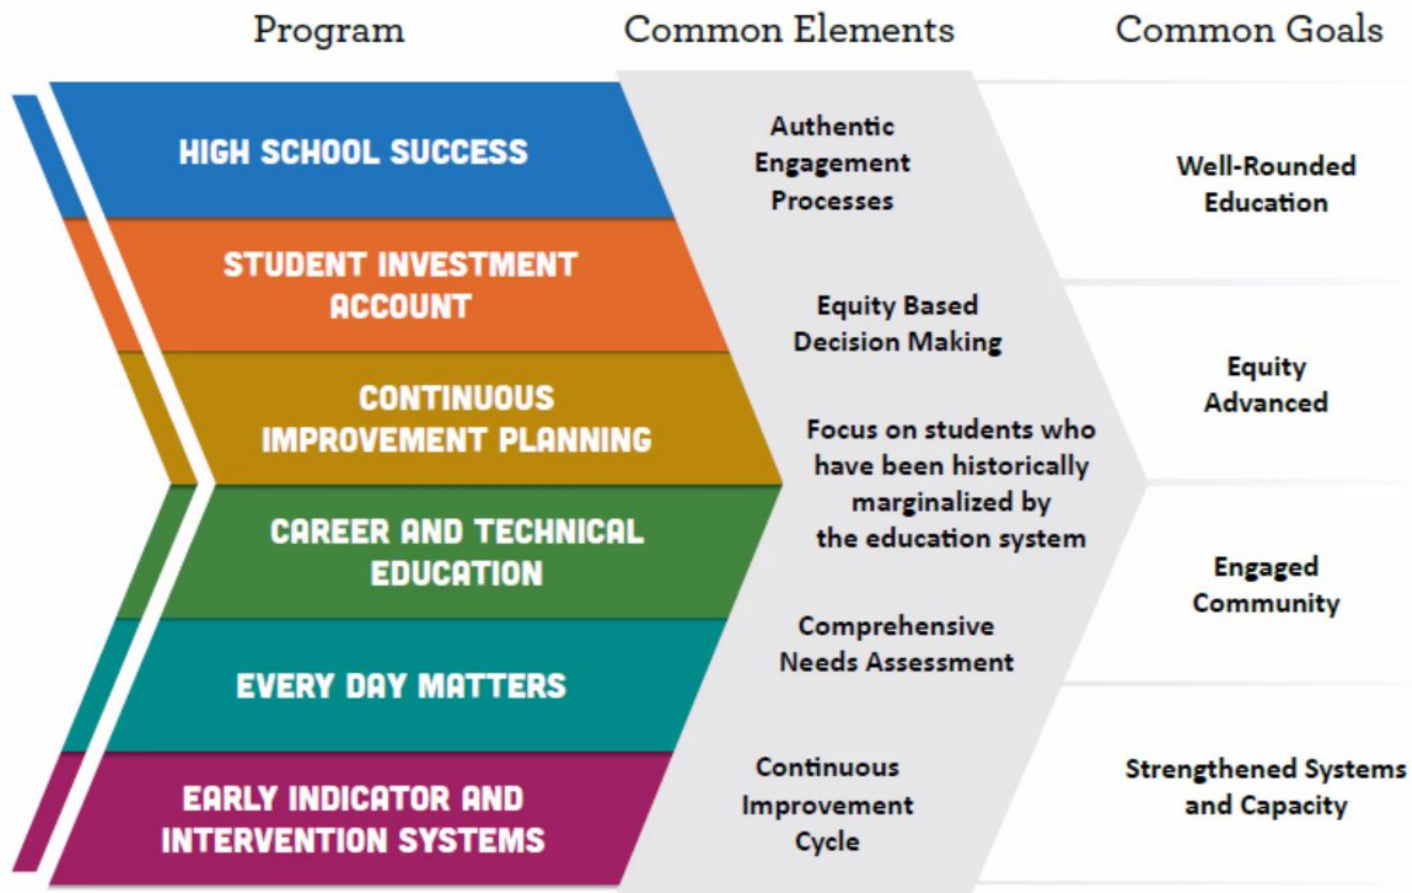 Program
Common Elements
Common Goals
HIGH SCHOOL SUCCESS
STUDENT INVESTMENT
ACCOUNT
CONTINUOUS
IMPROVEMENT PLANNING
CAREER AND TECHNICAL
EDUCATION
EVERY DAY MATTERS
EARLY INDICATOR AND
INTERVENTION SYSTEMS
Authentic
Engagement
Processes
Equity Based
Decision Making
Focus on students who
have been historically
marginalized by
the education system
Comprehensive
Needs Assessment
Continuous
Improvement
Cycle
Well-Rounded
Education
Equity
Advanced
Engaged
Community
Strengthened Systems
and Capacity